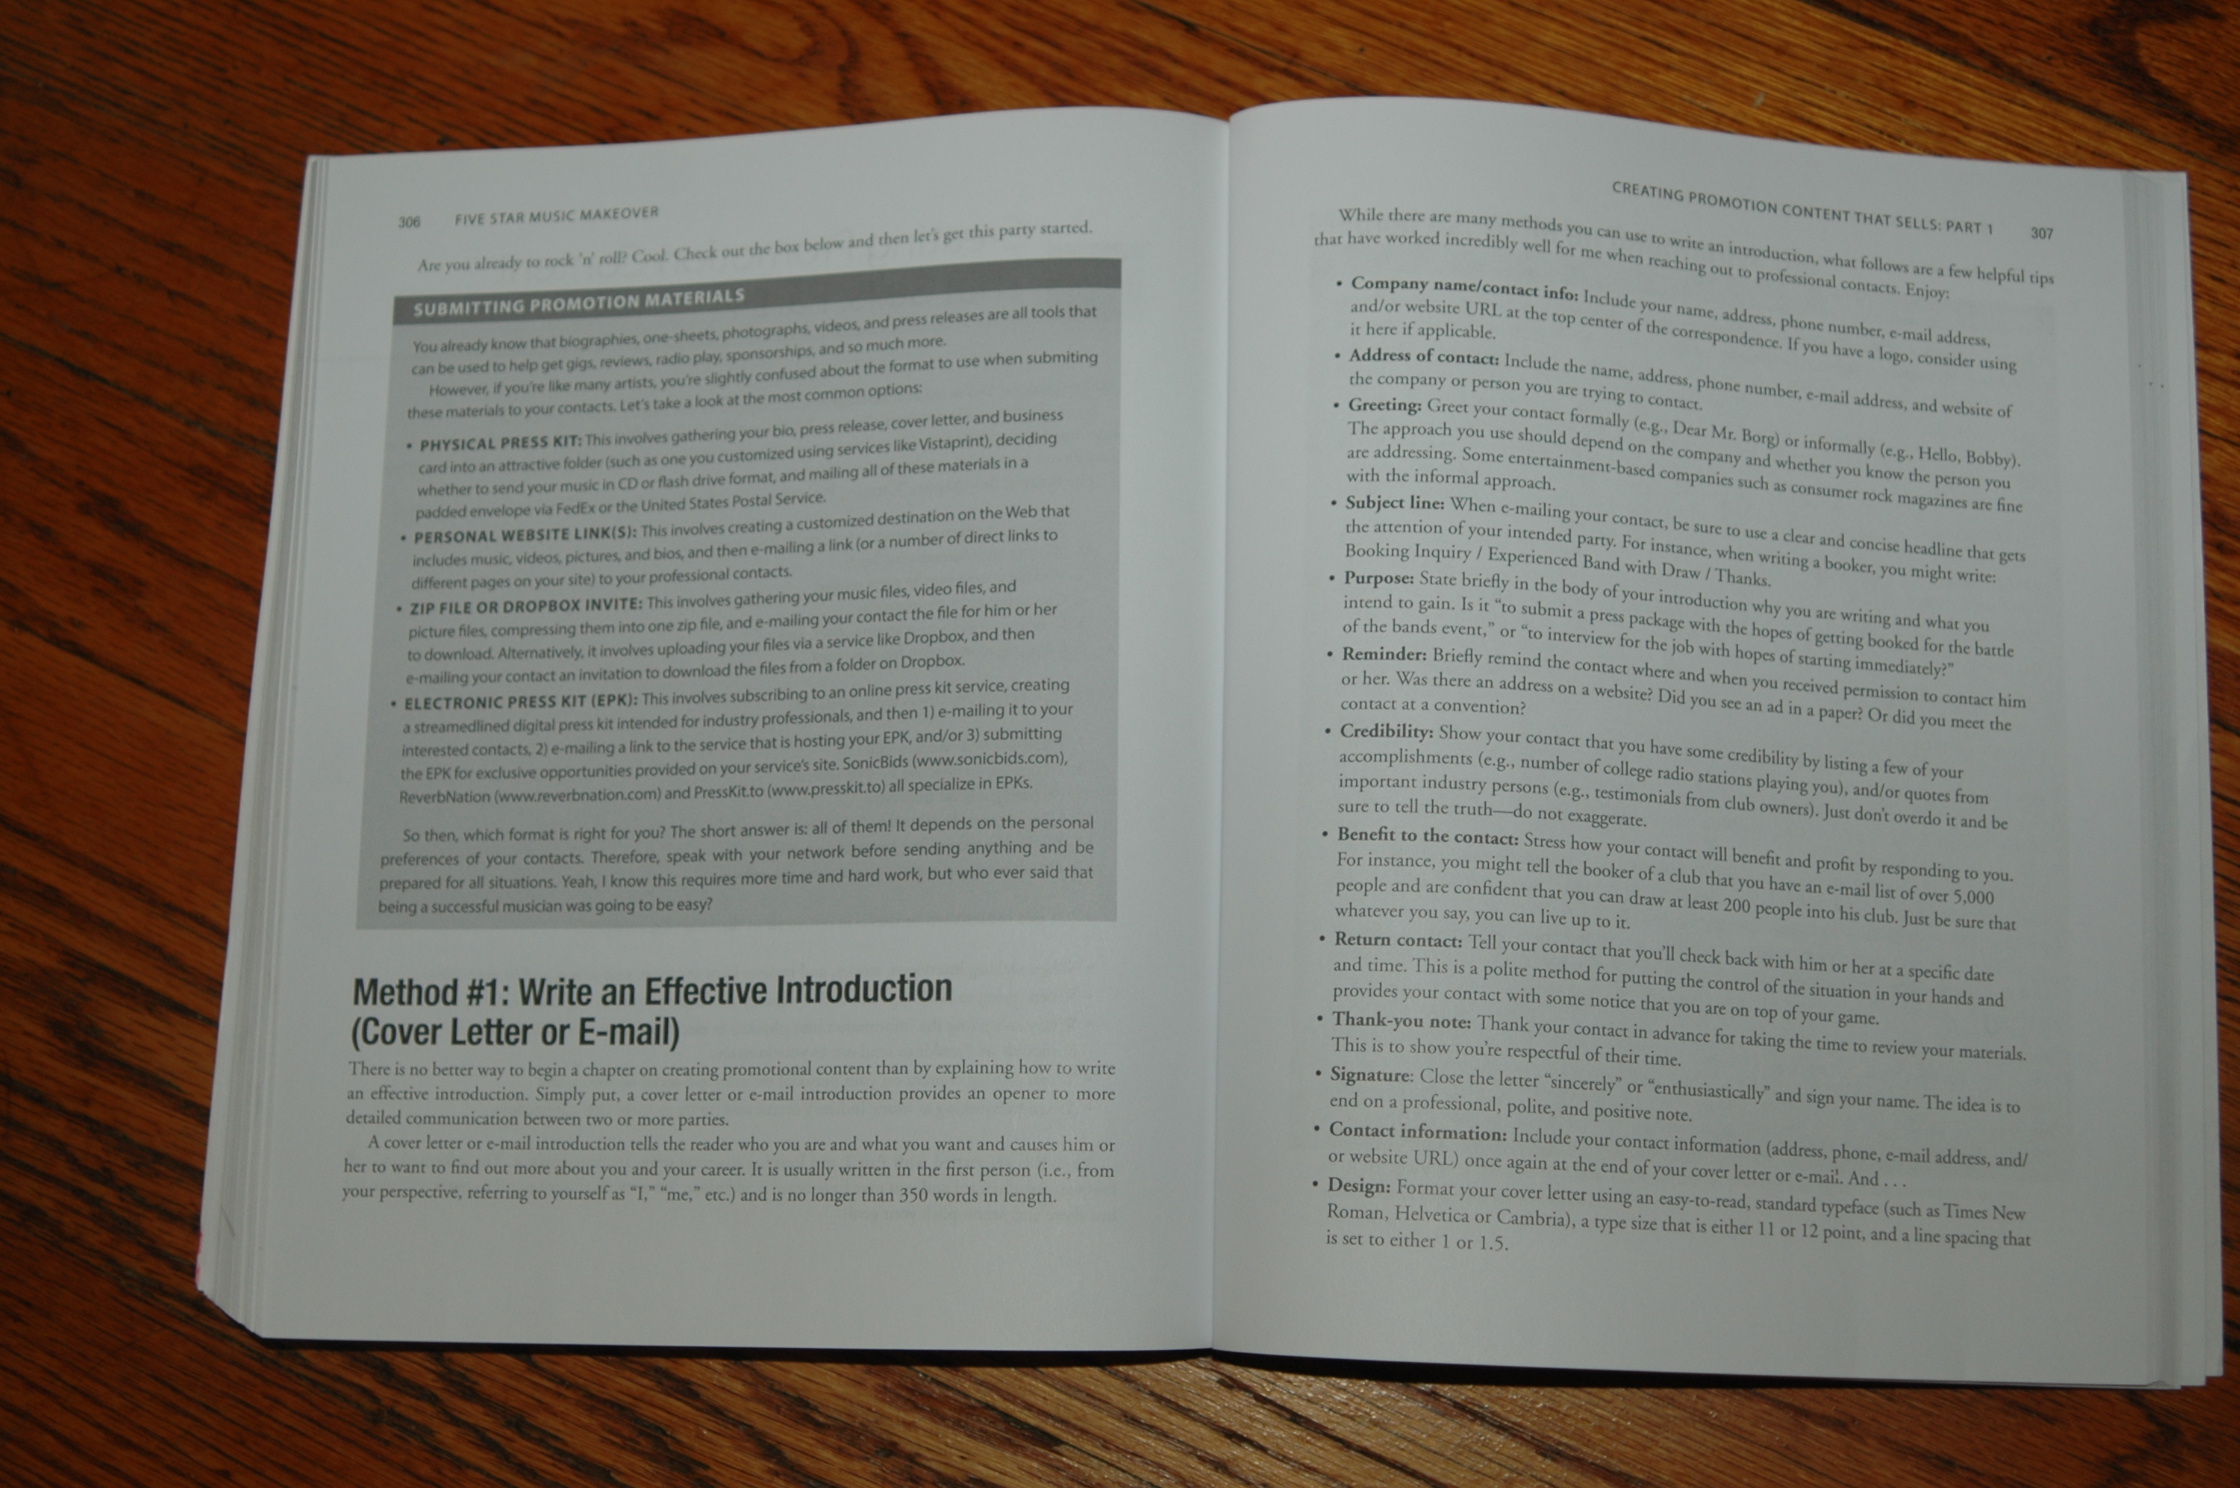 306 FIVE STAR MUSIC MAKEOVER
Are you already to rock 'n' roll? Cool. Check out the box below and then let's get this party started.
SUBMITTING PROMOTION MATERIALS
You already know that biographies, one-sheets, photographs, videos, and press releases are all tools that
can be used to help get gigs, reviews, radio play, sponsorships, and so much more.
However, if you're like many artists, you're slightly confused about the format to use when submiting
these materials to your contacts. Let's take a look at the most common options:
• PHYSICAL PRESS KIT: This involves gathering your bio, press release, cover letter, and business
card into an attractive folder (such as one you customized using services like Vistaprint), deciding
whether to send your music in CD or flash drive format, and mailing all of these materials in a
padded envelope via FedEx or the United States Postal Service.
• PERSONAL WEBSITE LINK(S): This involves creating a customized destination on the Web that
includes music, videos, pictures, and bios, and then e-mailing a link (or a number of direct links to
different pages on your site) to your professional contacts.
• ZIP FILE OR DROPBOX INVITE: This involves gathering your music files, video files, and
picture files, compressing them into one zip file, and e-mailing your contact the file for him or her
to download. Alternatively, it involves uploading your files via a service like Dropbox, and then
e-mailing your contact an invitation to download the files from a folder on Dropbox.
• ELECTRONIC PRESS KIT (EPK): This involves subscribing to an online press kit service, creating
a streamedlined digital press kit intended for industry professionals, and then 1) e-mailing it to your
interested contacts, 2) e-mailing a link to the service that is hosting your EPK, and/or 3) submitting
the EPK for exclusive opportunities provided on your service's site. SonicBids (www.sonicbids.com),
ReverbNation (www.reverbnation.com) and PressKit.to (www.presskit.to) all specialize in EPKs.
So then, which format is right for you? The short answer is: all of them! It depends on the personal
preferences of your contacts. Therefore, speak with your network before sending anything and be
prepared for all situations. Yeah, I know this requires more time and hard work, but who ever said that
being a successful musician was going to be easy?
Method #1: Write an Effective Introduction
(Cover Letter or E-mail)
There is no better way to begin a chapter on creating promotional content than by explaining how to write
an effective introduction. Simply put, a cover letter or e-mail introduction provides an opener to more
detailed communication between two or more parties.
A cover letter or e-mail introduction tells the reader who you are and what you want and causes him or
her to want to find out more about you and your career. It is usually written in the first person (i.e., from
your perspective, referring to yourself as “I,” “me,” etc.) and is no longer than 350 words in length.
CREATING PROMOTION CONTENT THAT SELLS: PART 1 307
While there are many methods you can use to write an introduction, what follows are a few helpful tips
that have worked incredibly well for me when reaching out to professional contacts. Enjoy:
• Company name/contact info: Include your name, address, phone number, e-mail address,
and/or website URL at the top center of the correspondence. If you have a logo, consider using
it here if applicable.
• Address of contact: Include the name, address, phone number, e-mail address, and website of
the company or person you are trying to contact.
• Greeting: Greet your contact formally (e.g., Dear Mr. Borg) or informally (e.g., Hello, Bobby).
The approach you use should depend on the company and whether you know the person you
are addressing. Some entertainment-based companies such as consumer rock magazines are fine
with the informal approach.
• Subject line: When e-mailing your contact, be sure to use a clear and concise headline that gets
the attention of your intended party. For instance, when writing a booker, you might write:
Booking Inquiry / Experienced Band with Draw / Thanks.
• Purpose: State briefly in the body of your introduction why you are writing and what you
intend to gain. Is it “to submit a press package with the hopes of getting booked for the battle
of the bands event,” or “to interview for the job with hopes of starting immediately?”
• Reminder: Briefly remind the contact where and when you received permission to contact him
or her. Was there an address on a website? Did you see an ad in a paper? Or did you meet the
contact at a convention?
• Credibility: Show your contact that you have some credibility by listing a few of your
accomplishments (e.g., number of college radio stations playing you), and/or quotes from
important industry persons (e.g., testimonials from club owners). Just don't overdo it and be
sure to tell the truth—do not exaggerate.
• Benefit to the contact: Stress how your contact will benefit and profit by responding to you.
For instance, you might tell the booker of a club that you have an e-mail list of over 5,000
people and are confident that you can draw at least 200 people into his club. Just be sure that
whatever you say, you can live up to it.
• Return contact: Tell your contact that you'll check back with him or her at a specific date
and time. This is a polite method for putting the control of the situation in your hands and
provides your contact with some notice that you are on top of your game.
• Thank-you note: Thank your contact in advance for taking the time to review your materials.
This is to show you're respectful of their time.
• Signature: Close the letter “sincerely” or “enthusiastically” and sign your name. The idea is to
end on a professional, polite, and positive note.
• Contact information: Include your contact information (address, phone, e-mail address, and/
or website URL) once again at the end of your cover letter or e-mail. And . . .
• Design: Format your cover letter using an easy-to-read, standard typeface (such as Times New
Roman, Helvetica or Cambria), a type size that is either 11 or 12 point, and a line spacing that
is set to either 1 or 1.5.